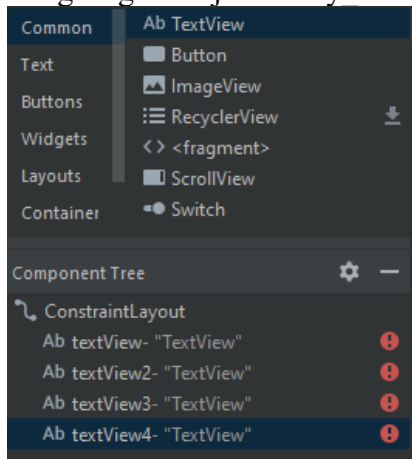 Common
Text
Buttons
Widgets
Layouts
Container
Ab TextView
Button
ImageView
RecyclerView
<> <fragment>
ScrollView
Switch
Component Tree
ConstraintLayout
Ab textView- "TextView"
Ab textView2- "TextView"
Ab textView3- "TextView"
Ab textView4- "TextView"